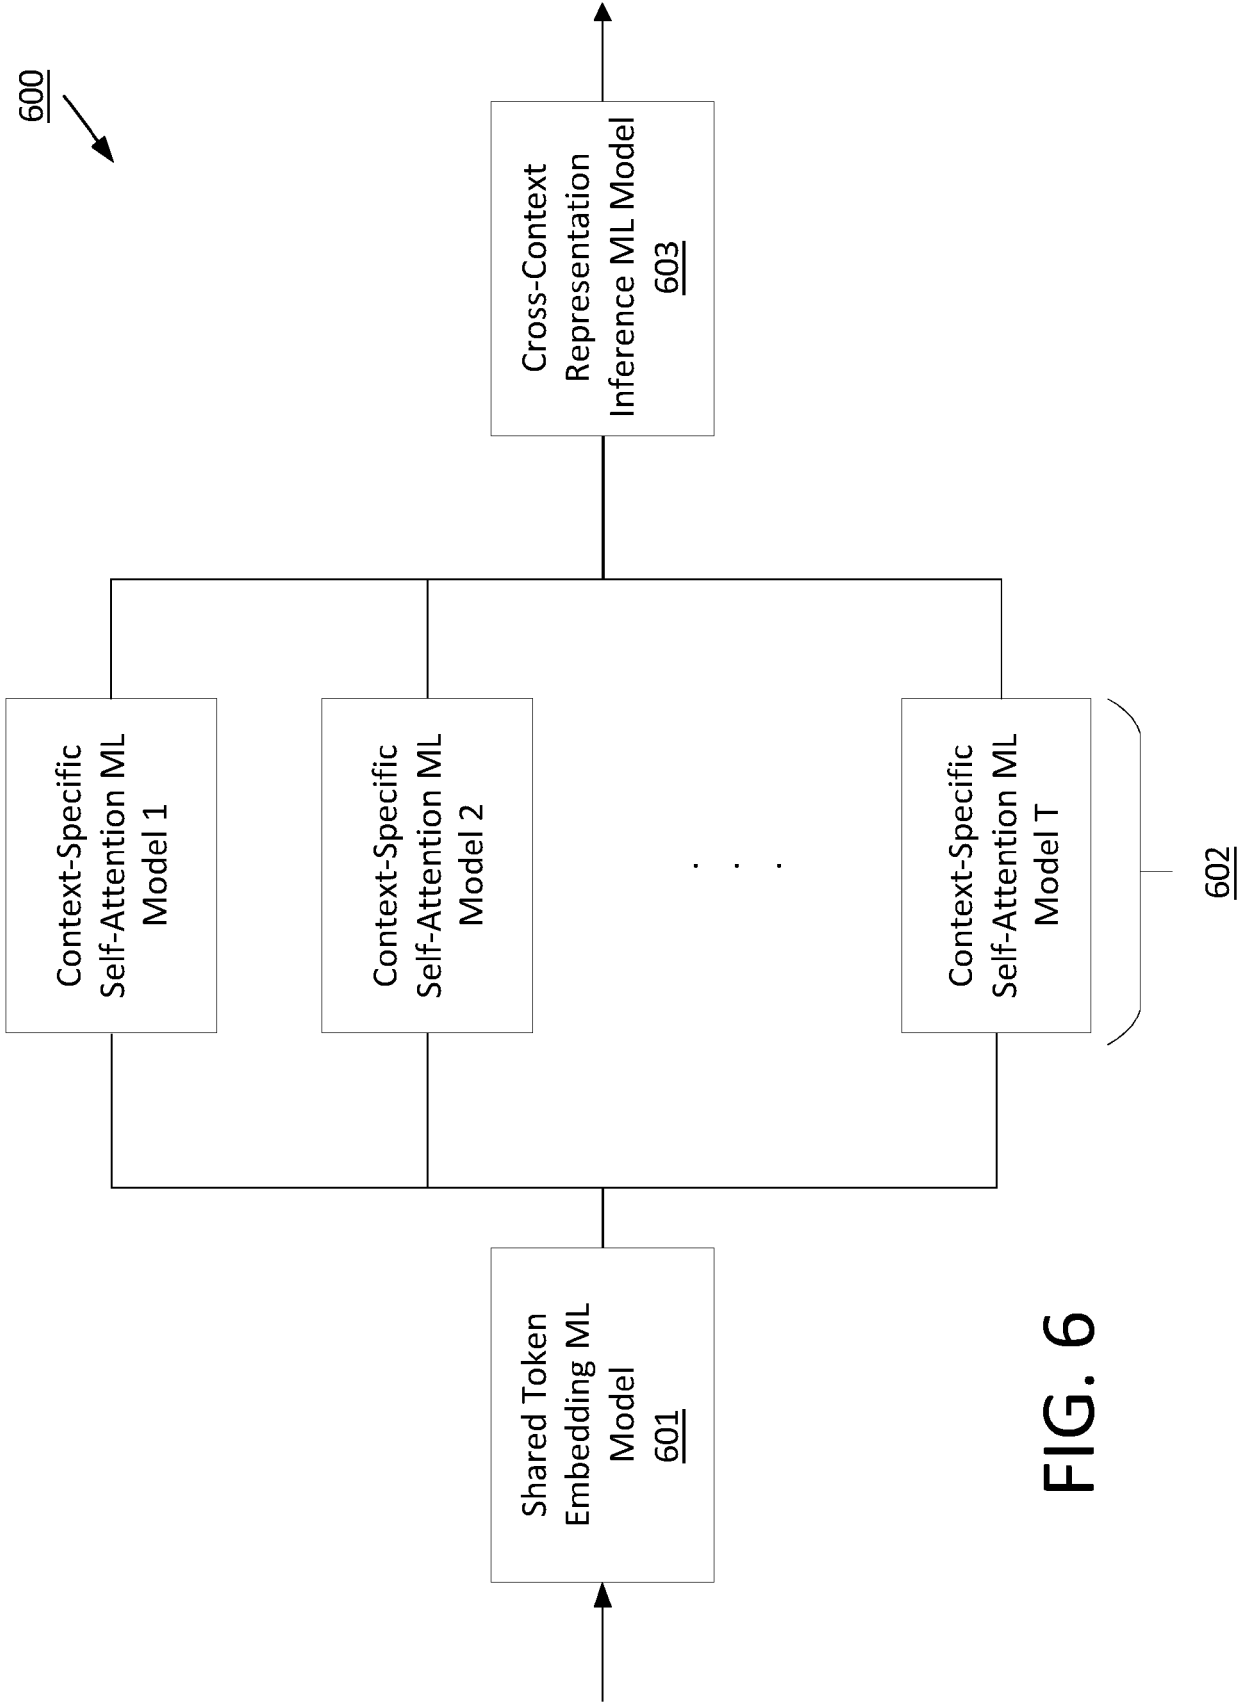 600
Shared Token
Embedding ML
Model
601
Context-Specific
Self-Attention ML
Model 1
Context-Specific
Self-Attention ML
Model 2
. . .
Context-Specific
Self-Attention ML
Model T
602
Cross-Context
Representation
Inference ML Model
603
FIG. 6